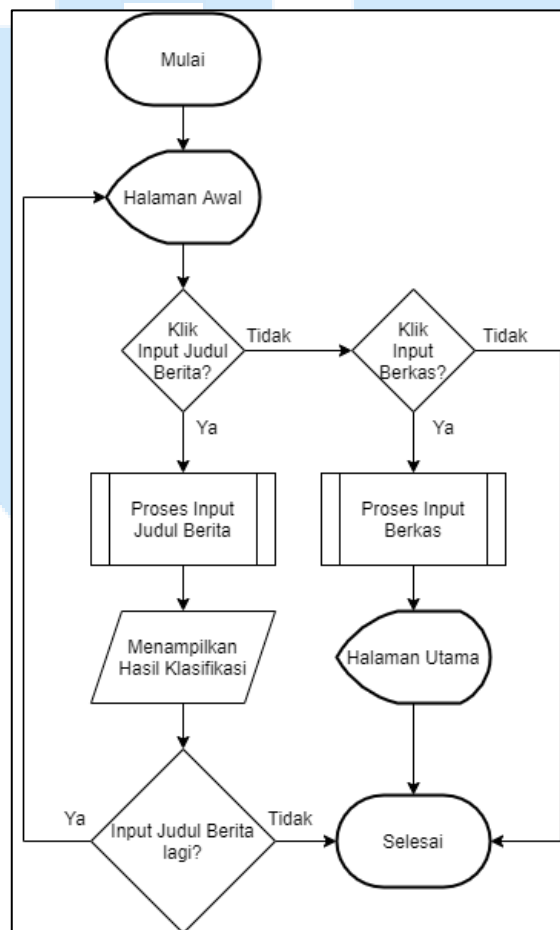 Mulai
Halaman Awal
Klik
Input Judul
Berita?
Tidak
Klik
Input
Berkas?
Tidak
Ya
Ya
Proses Input
Judul Berita
Proses Input
Berkas
Menampilkan
Hasil Klasifikasi
Halaman Utama
Ya
Input Judul Berita
lagi?
Tidak
Selesai